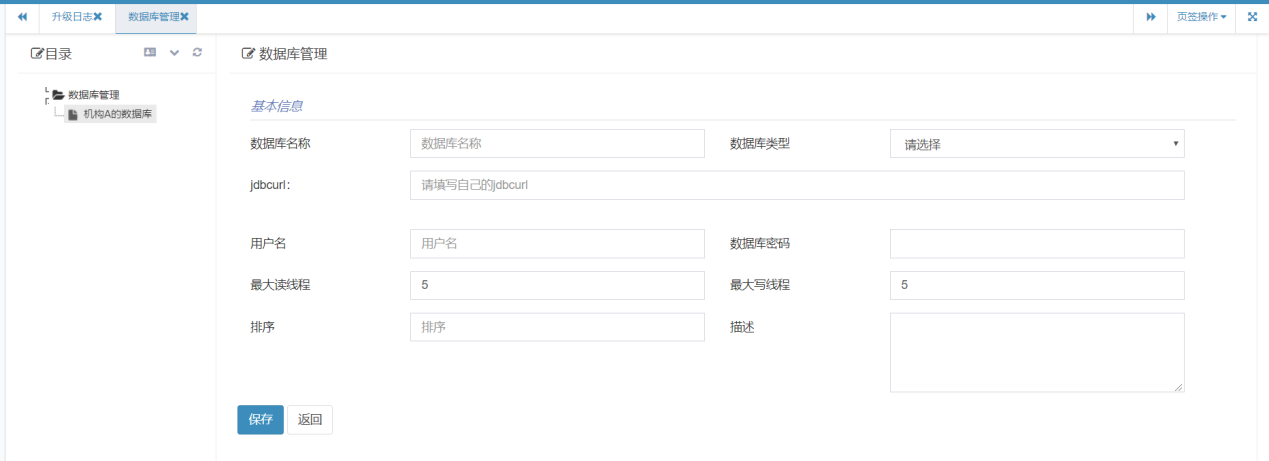 升级日志 数据库管理 页签操作
目录
数据库管理
数据库管理
机构A的数据库
基本信息
数据库名称 数据库名称 数据库类型 请选择
jdbcurl: 请填写自己的jdbcurl
用户名 用户名 数据库密码
最大读线程 5 最大写线程 5
排序 排序 描述
保存 返回